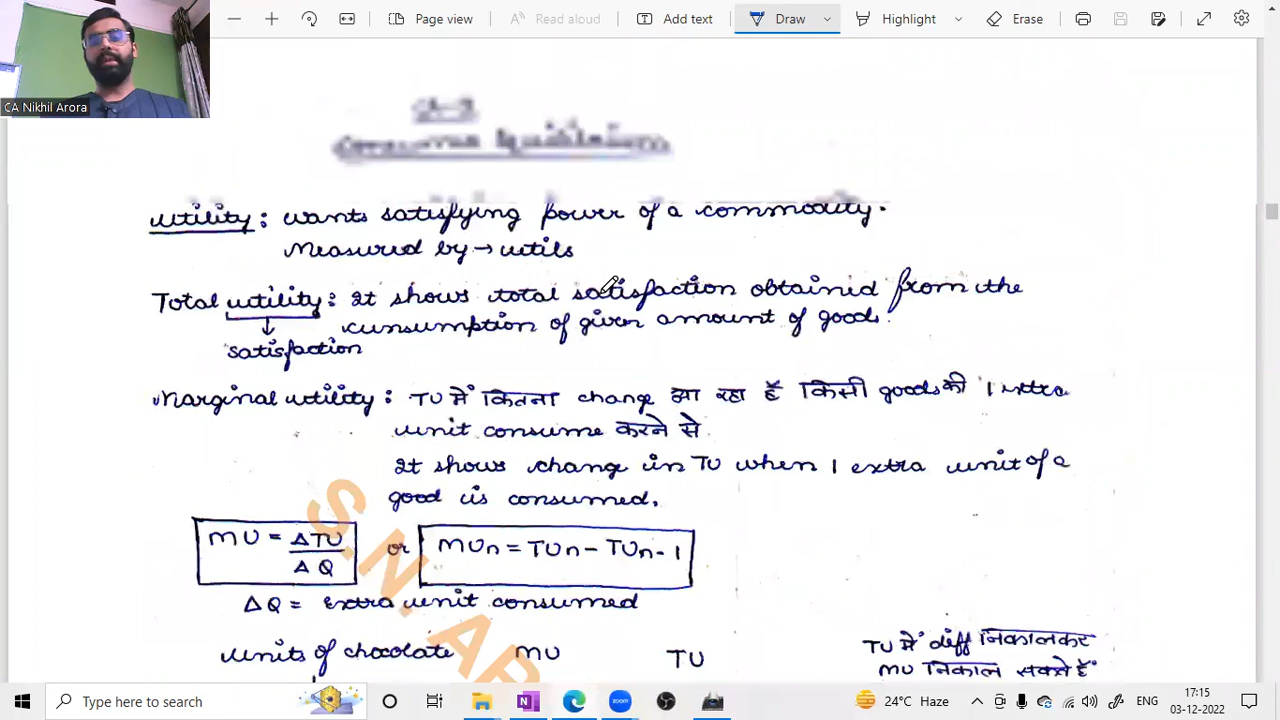 Page view
Read aloud
Add text
Draw
Highlight
Erase
CA Nikhil Arora
utility: wants satisfying power of a commodity.
Measured by → utils
Total utility: It shows total satisfaction obtained from the
consumption of given amount of goods.
satisfaction
Marginal utility: TU में कितना change आ रहा है किसी goods की 1 extra
unit consume करने से
It shows change in TU when 1 extra unit of a
good is consumed.
MU = ΔTU / ΔQ or MUn = TUn - TUn-1
ΔQ = extra unit consumed
units of chocolate MU TU
TU में diff निकालकर
MU निकाल सकते हैं
S.N. AR
Type here to search
24°C Haze
ENG
17:15
03-12-2022